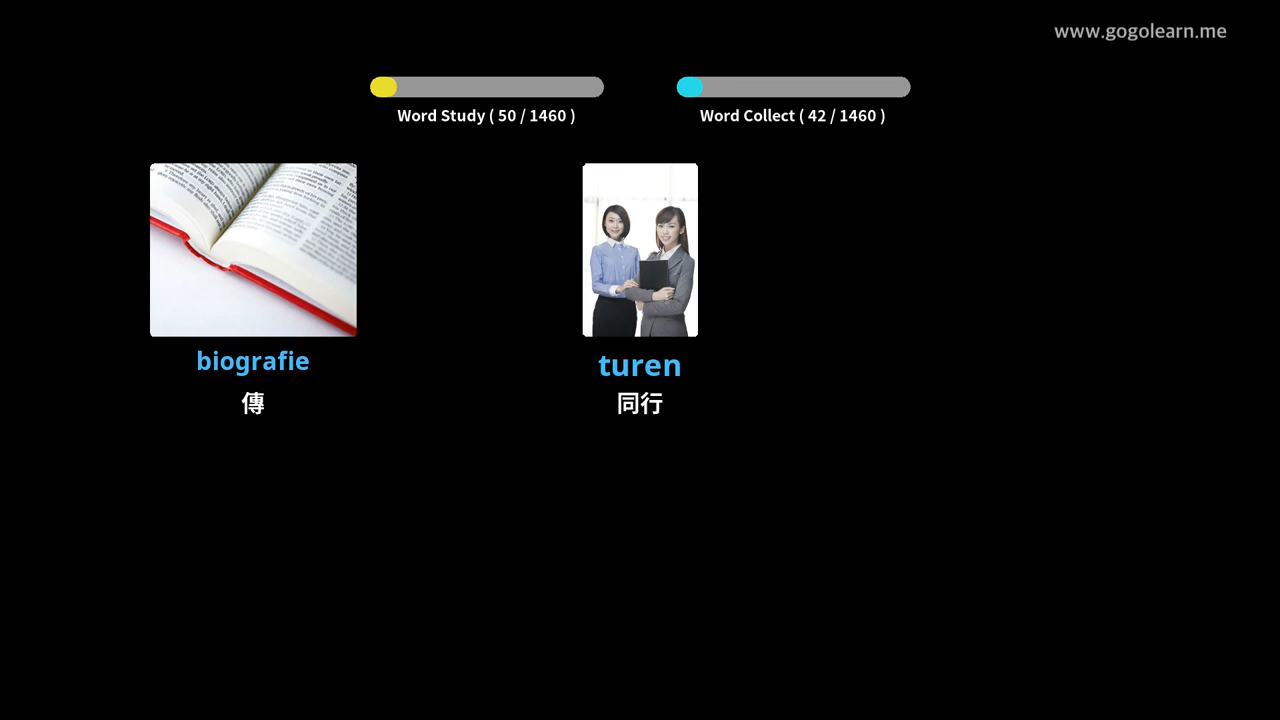 www.gogolearn.me
Word Study ( 50 / 1460 )
Word Collect ( 42 / 1460 )
biografie
傳
turen
同行